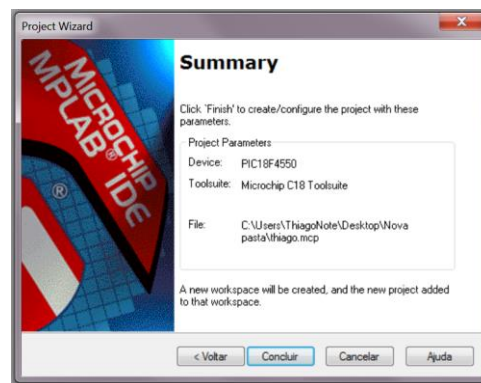 Project Wizard
X
MICROCHIP
MPLAB® IDE
®
Summary
Click 'Finish' to create/configure the project with these
parameters.
Project Parameters
Device: PIC18F4550
Toolsuite: Microchip C18 Toolsuite
File: C:\Users\ThiagoNote\Desktop\Nova
pasta\thiago.mcp
A new workspace will be created, and the new project added
to that workspace.
< Voltar
Concluir
Cancelar
Ajuda